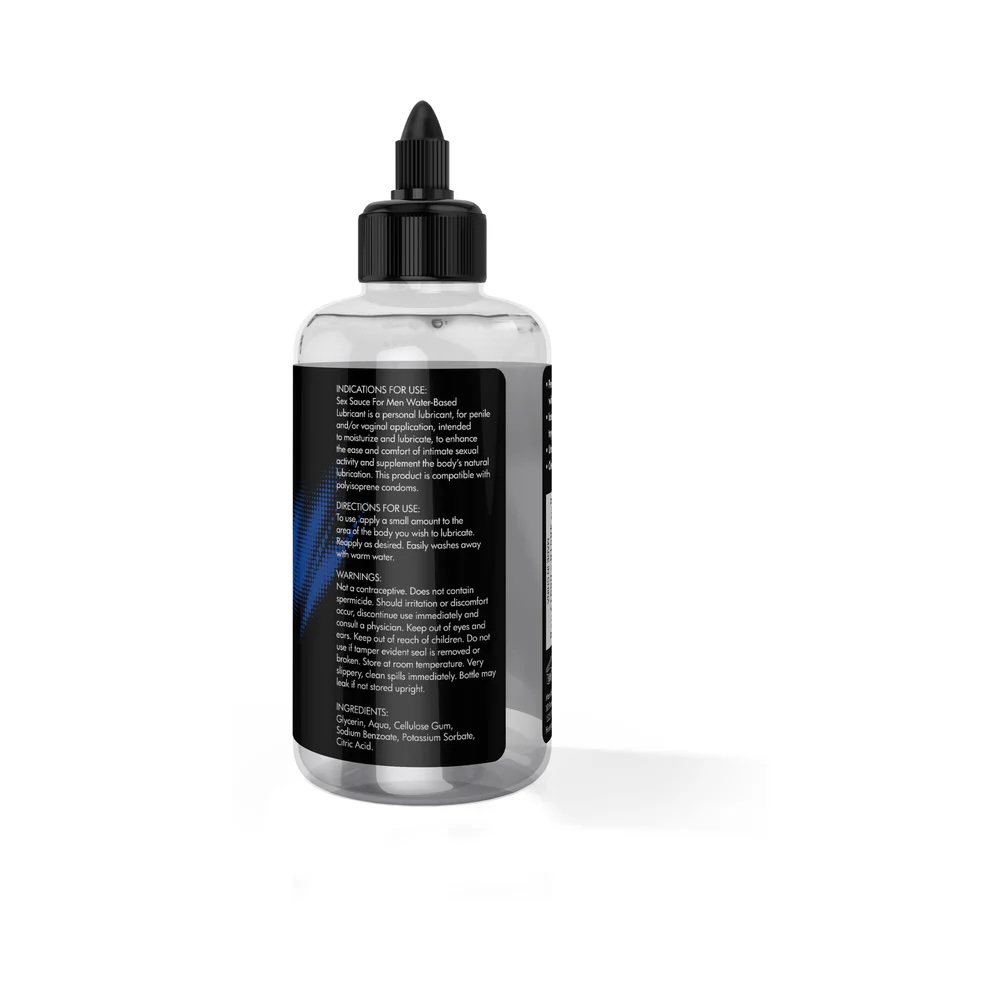 INDICATIONS FOR USE:
Sex Sauce For Men Water-Based
Lubricant is a personal lubricant, for penile
and/or vaginal application, intended
to moisturize and lubricate, to enhance
the ease and comfort of intimate sexual
activity and supplement the body's natural
lubrication. This product is compatible with
polyisoprene condoms.
DIRECTIONS FOR USE:
To use, apply a small amount to the
area of the body you wish to lubricate.
Reapply as desired. Easily washes away
with warm water.
WARNINGS:
Not a contraceptive. Does not contain
spermicide. Should irritation or discomfort
occur, discontinue use immediately and
consult a physician. Keep out of eyes and
ears. Keep out of reach of children. Do not
use if tamper evident seal is removed or
broken. Store at room temperature. Very
slippery, clean spills immediately. Bottle may
leak if not stored upright.
INGREDIENTS:
Glycerin, Aqua, Cellulose Gum,
Sodium Benzoate, Potassium Sorbate,
Citric Acid.